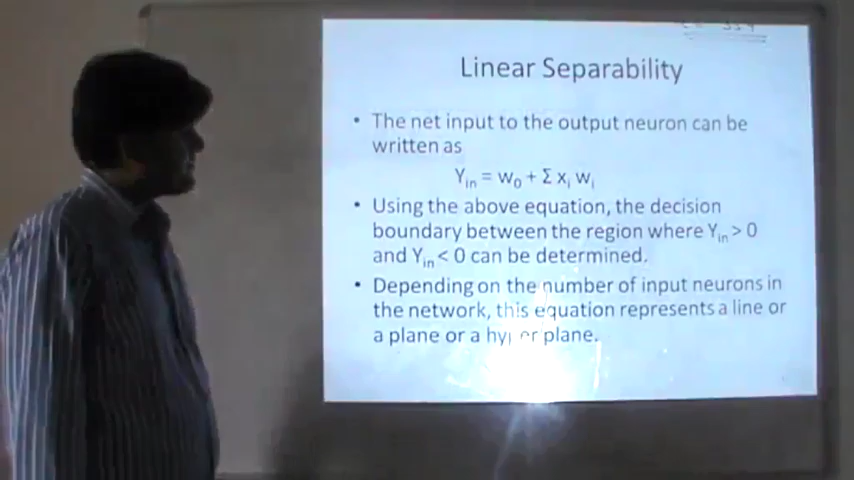 Linear Separability
• The net input to the output neuron can be
written as
Yin = w0 + Σ xi wi
• Using the above equation, the decision
boundary between the region where Yin > 0
and Yin < 0 can be determined.
• Depending on the number of input neurons in
the network, this equation represents a line or
a plane or a hyper plane.